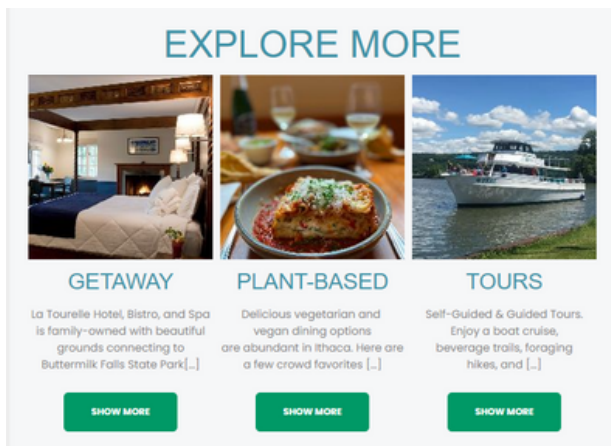 EXPLORE MORE
GETAWAY
La Tourelle Hotel, Bistro, and Spa
is family-owned with beautiful
grounds connecting to
Buttermilk Falls State Park[...]
SHOW MORE
PLANT-BASED
Delicious vegetarian and
vegan dining options
are abundant in Ithaca. Here are
a few crowd favorites [...]
SHOW MORE
TOURS
Self-Guided & Guided Tours.
Enjoy a boat cruise,
beverage trails, foraging
hikes, and [...]
SHOW MORE